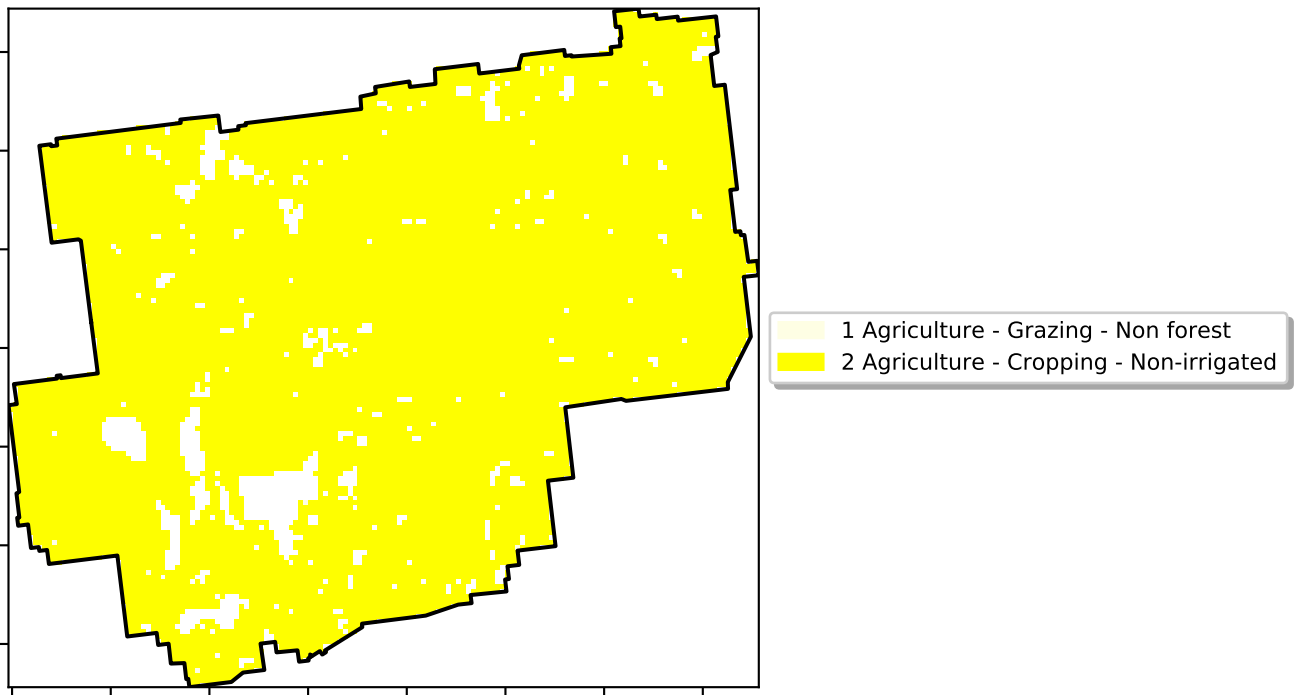 1 Agriculture - Grazing - Non forest
2 Agriculture - Cropping - Non-irrigated